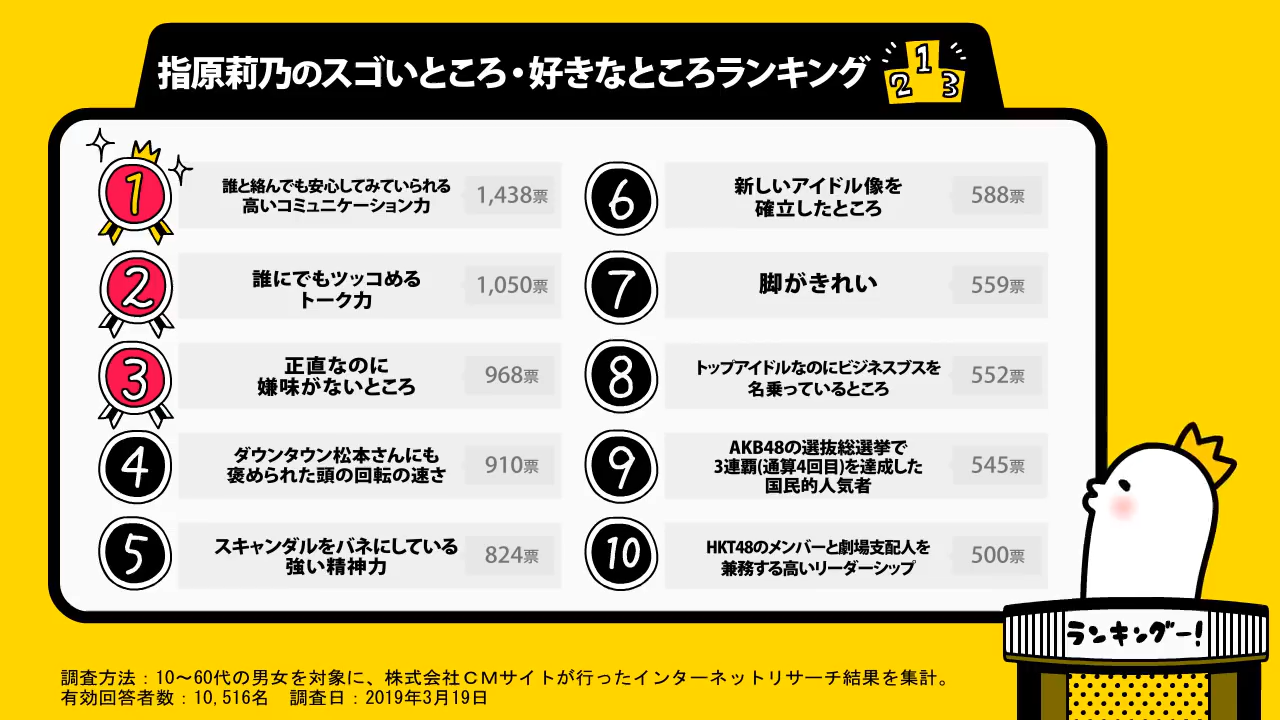 指原莉乃のスゴいところ・好きなところランキング
1
2
3
1
誰と絡んでも安心してみていられる
高いコミュニケーション力
1,438票
2
誰にでもツッコめる
トーク力
1,050票
3
正直なのに
嫌味がないところ
968票
4
ダウンタウン松本さんにも
褒められた頭の回転の速さ
910票
5
スキャンダルをバネにしている
強い精神力
824票
6
新しいアイドル像を
確立したところ
588票
7
脚がきれい
559票
8
トップアイドルなのにビジネスブスを
名乗っているところ
552票
9
AKB48の選抜総選挙で
3連覇(通算4回目)を達成した
国民的人気者
545票
10
HKT48のメンバーと劇場支配人を
兼務する高いリーダーシップ
500票
ランキングー!
調査方法:10~60代の男女を対象に、株式会社CMサイトが行ったインターネットリサーチ結果を集計。
有効回答者数:10,516名 調査日:2019年3月19日